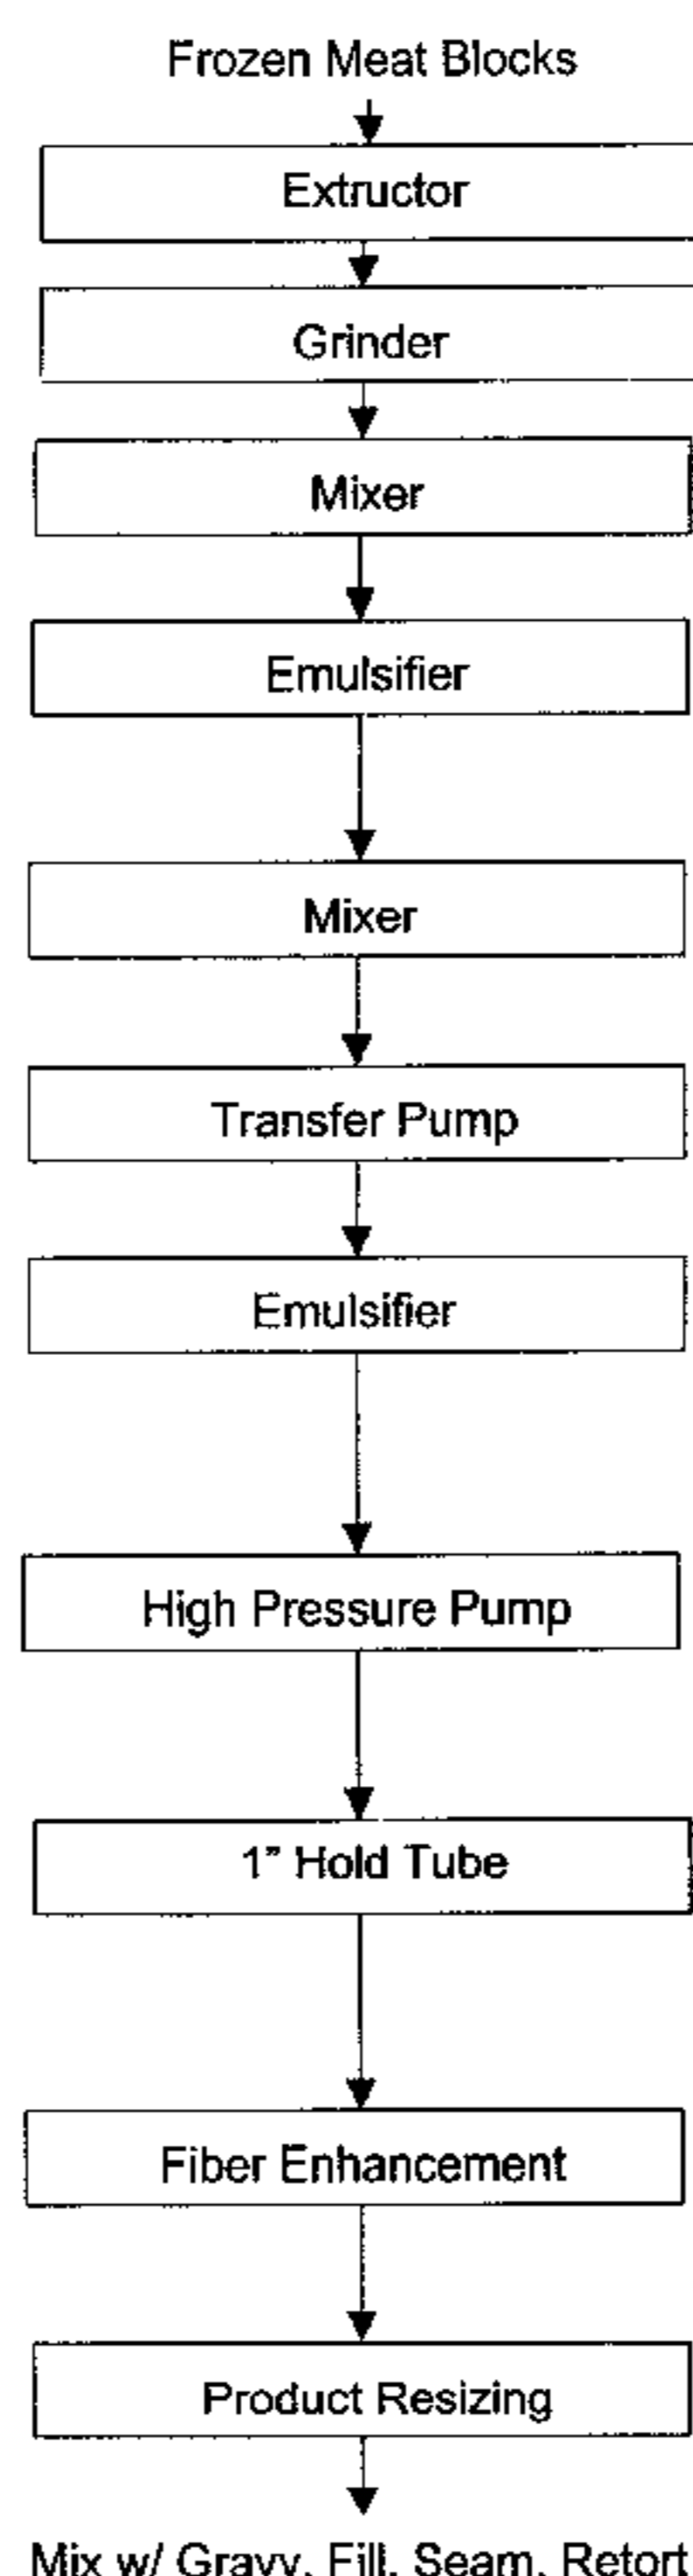 Frozen Meat Blocks
Extructor
Grinder
Mixer
Emulsifier
Mixer
Transfer Pump
Emulsifier
High Pressure Pump
1” Hold Tube
Fiber Enhancement
Product Resizing
Mix w/ Gravy, Fill, Seam, Retort